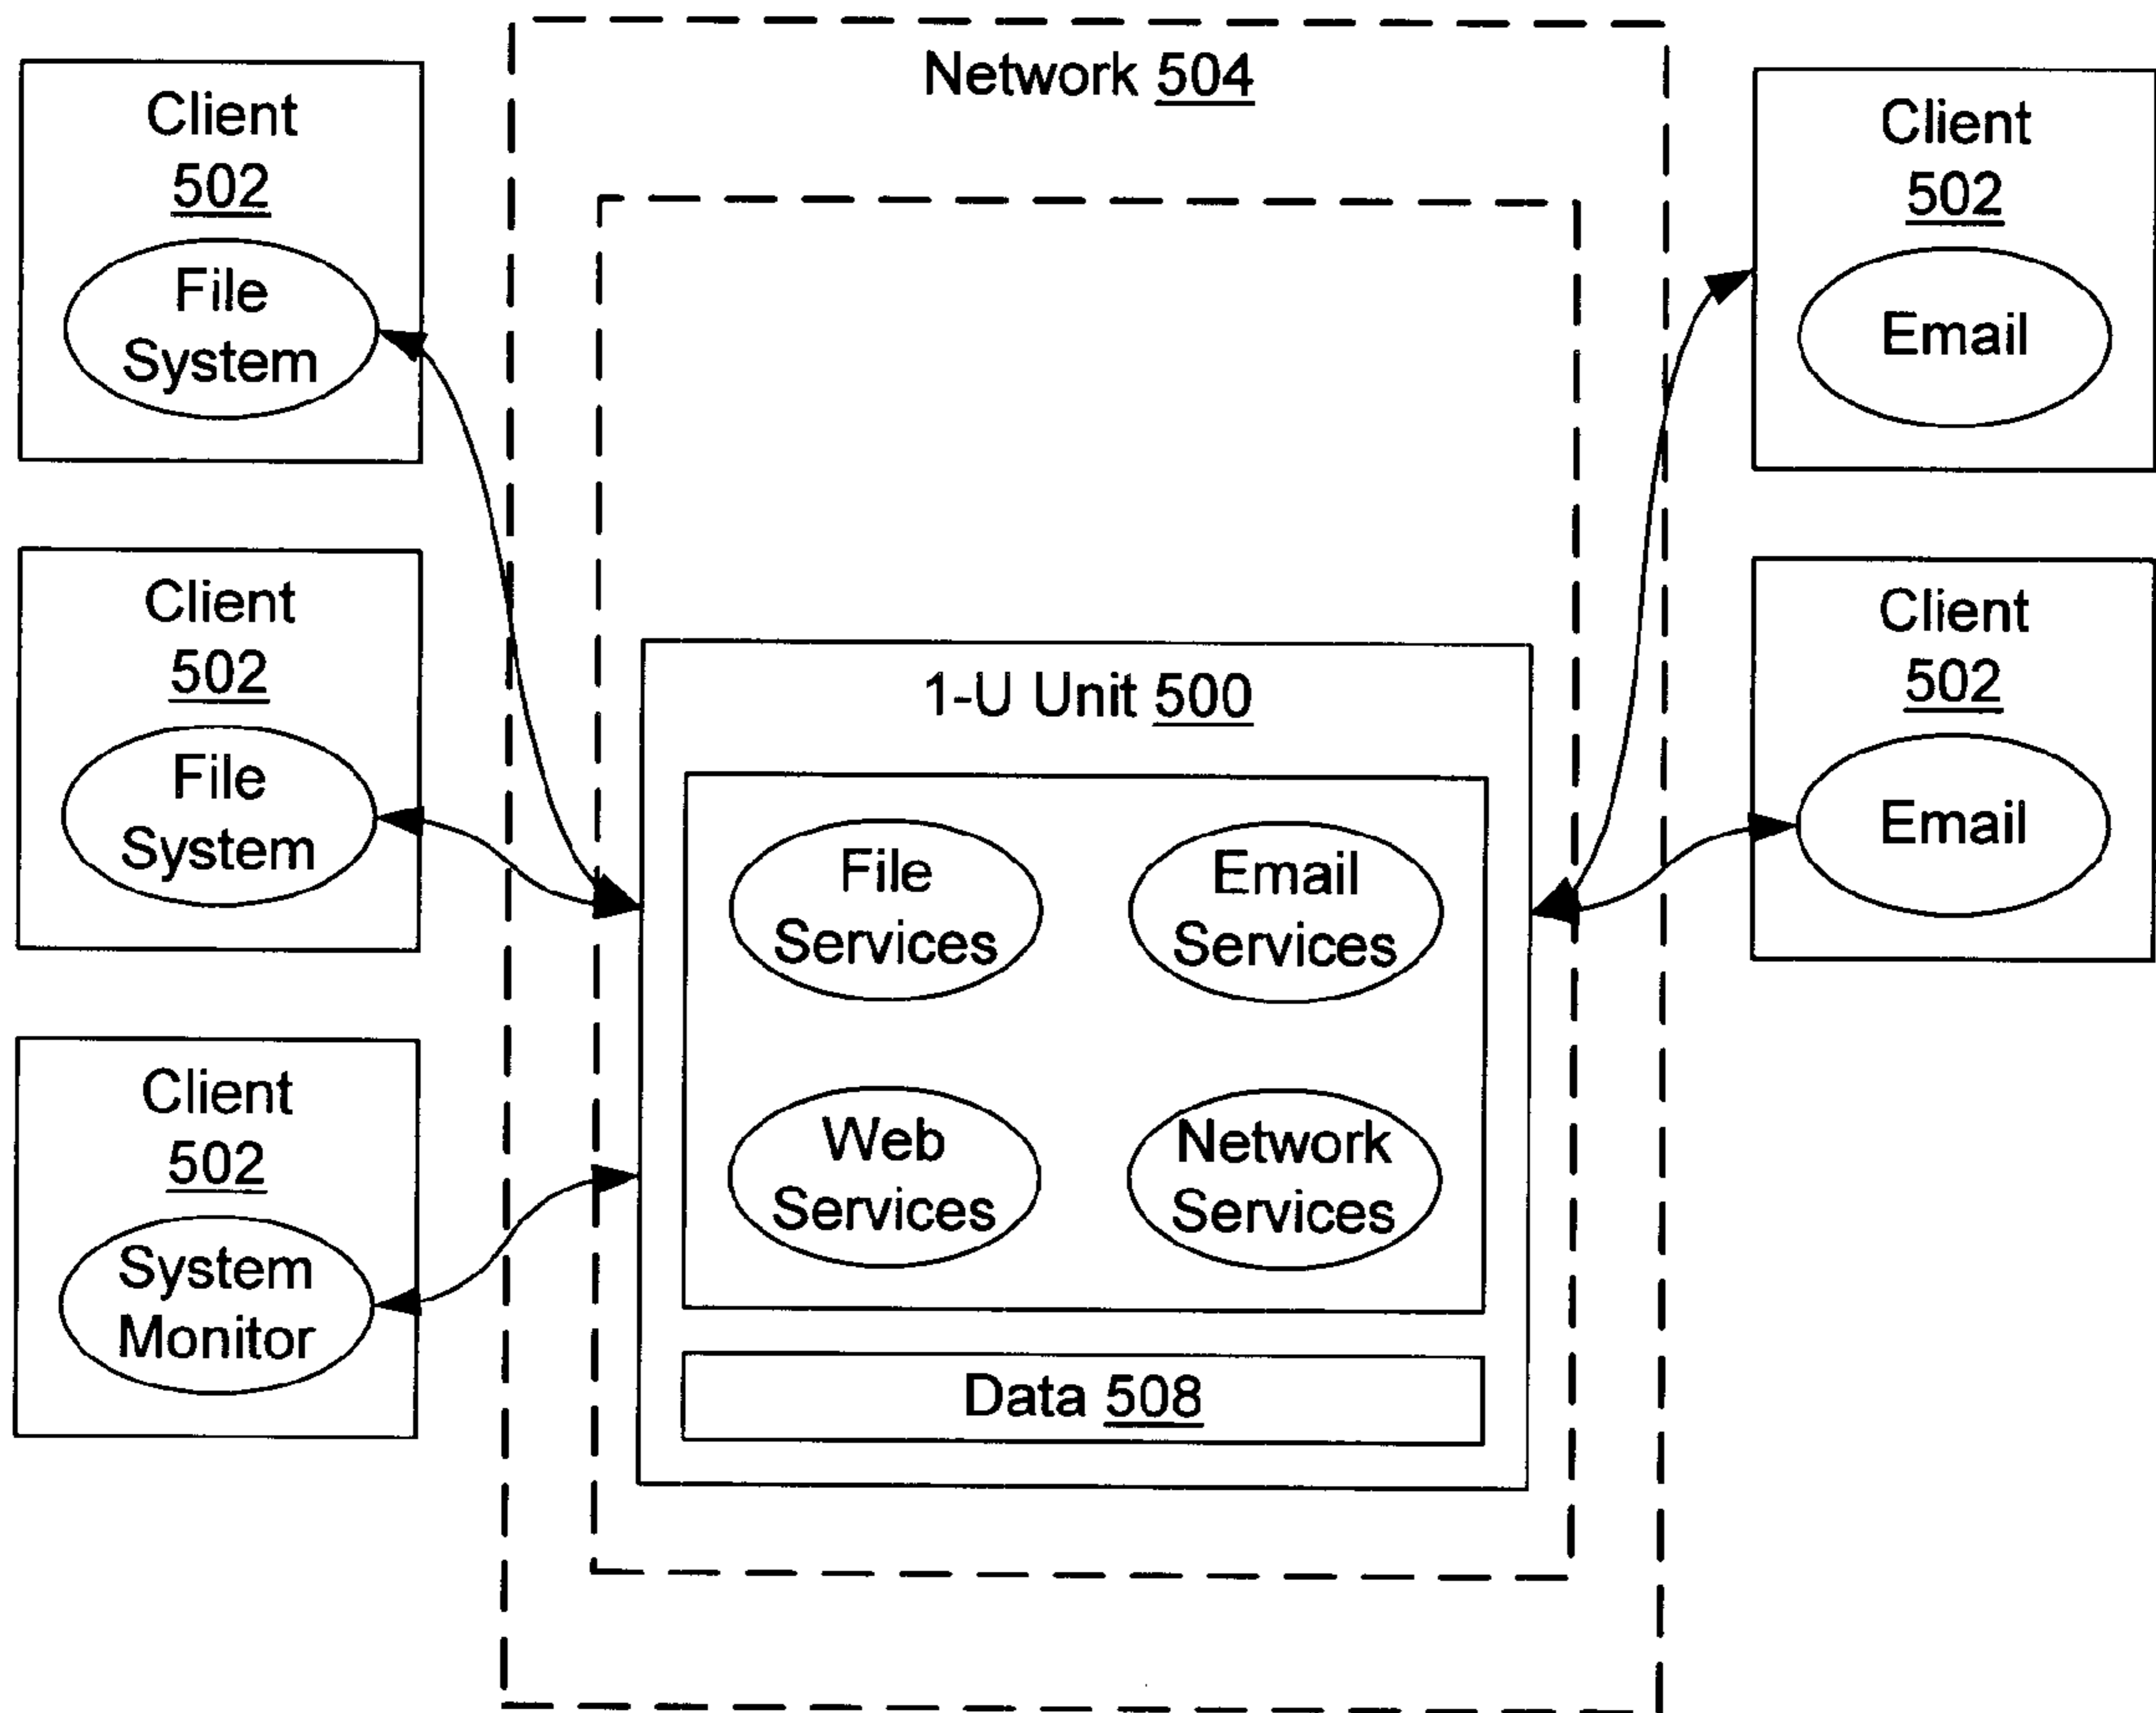 Network 504
Client
502
File
System
Client
502
File
System
Client
502
System
Monitor
1-U Unit 500
File
Services
Email
Services
Web
Services
Network
Services
Data 508
Client
502
Email
Client
502
Email